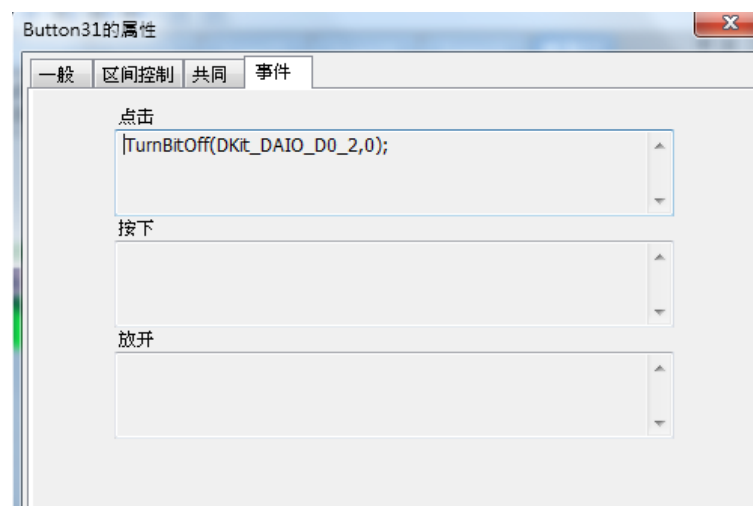 Button31的属性
一般 区间控制 共同 事件
点击
TurnBitOff(DKit_DAIO_D0_2,0);
按下
放开